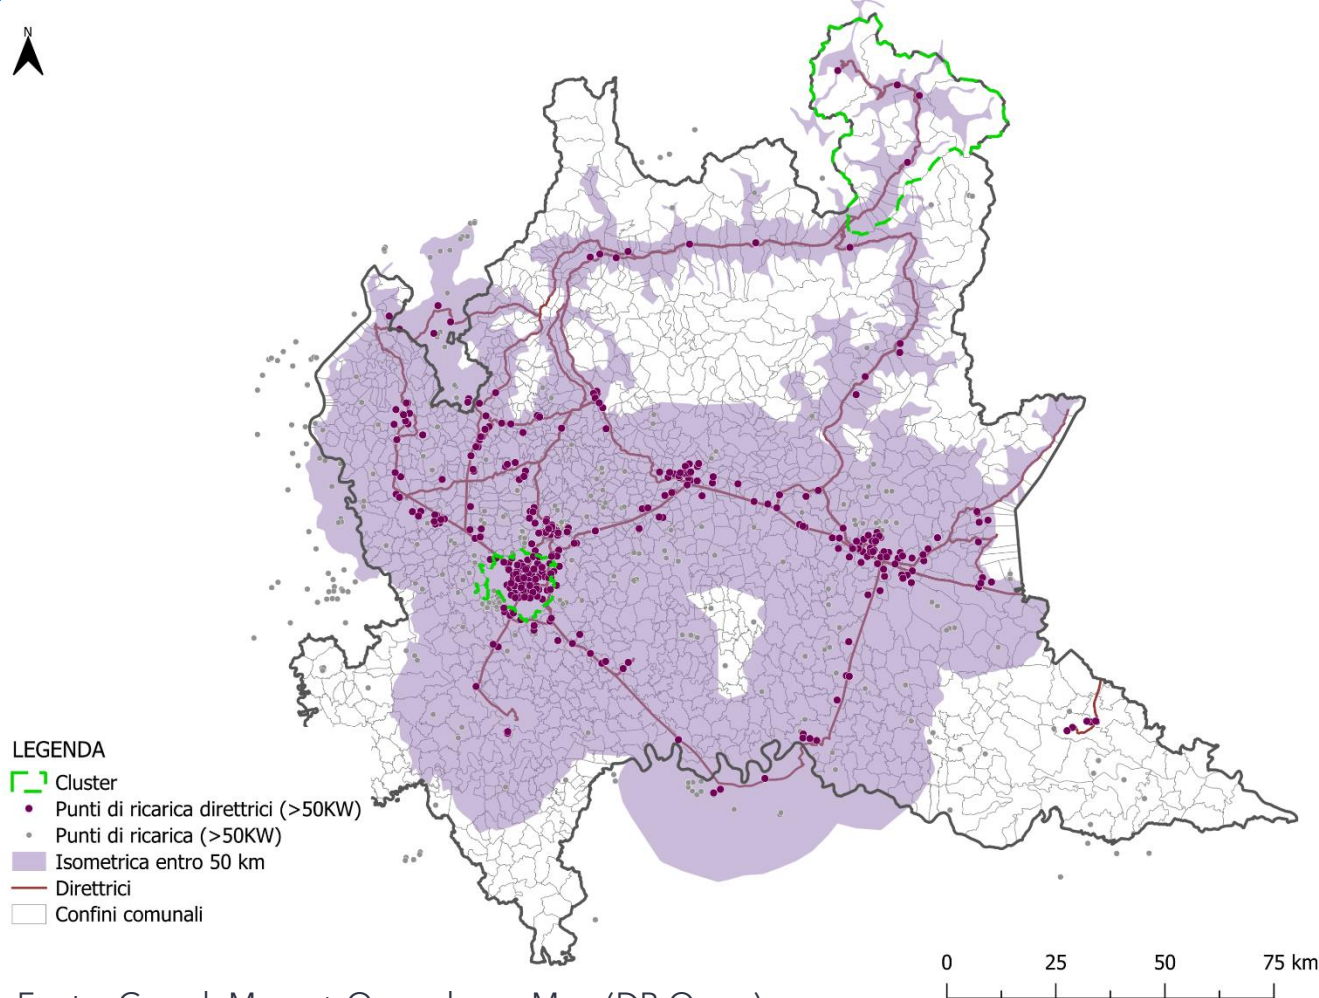 N
LEGENDA
Cluster
Punti di ricarica direttrici (>50KW)
Punti di ricarica (>50KW)
Isometrica entro 50 km
Direttrici
Confini comunali
0 25 50 75 km